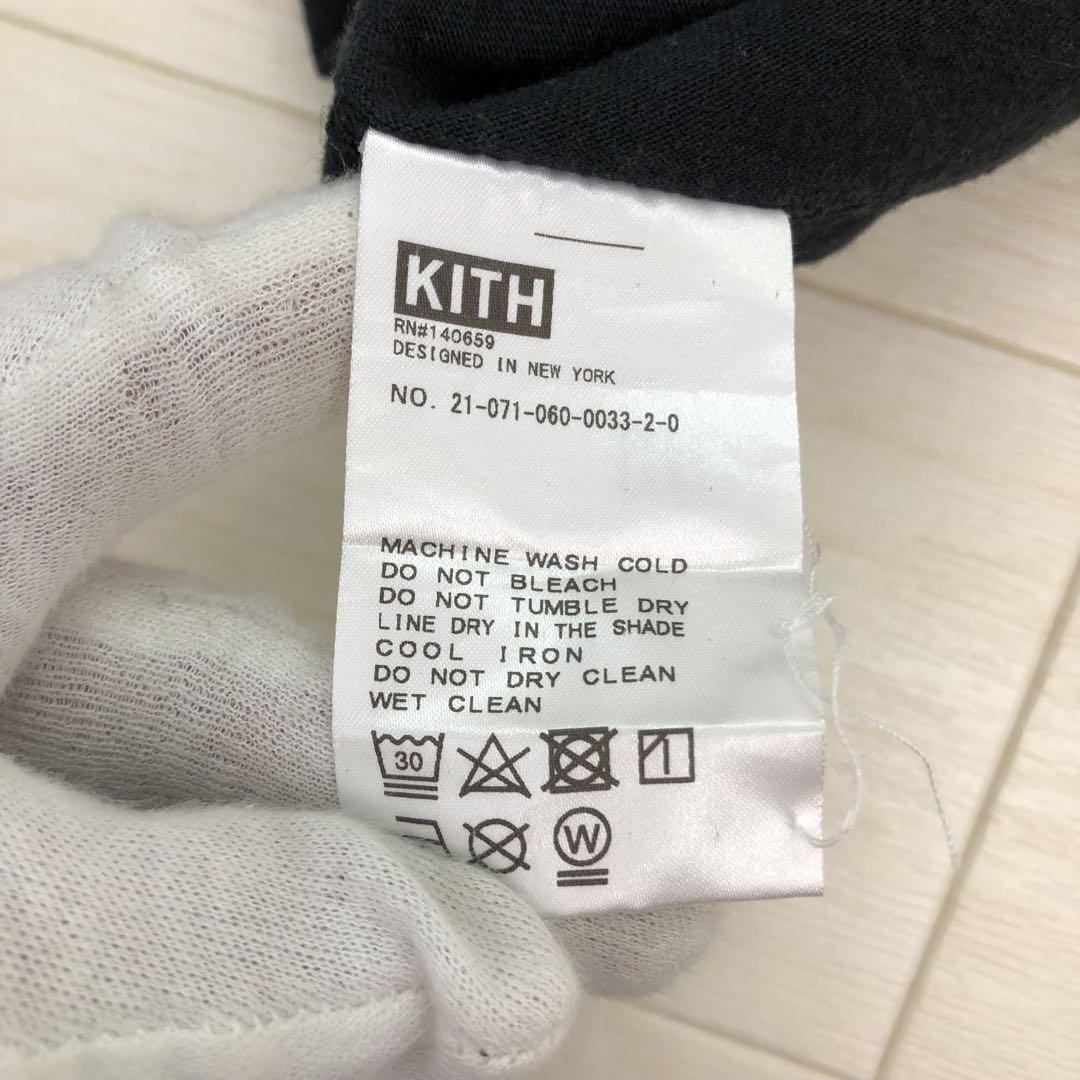 KITH
RN#140659
DESIGNED IN NEW YORK
NO. 21-071-060-0033-2-0
MACHINE WASH COLD
DO NOT BLEACH
DO NOT TUMBLE DRY
LINE DRY IN THE SHADE
COOL IRON
DO NOT DRY CLEAN
WET CLEAN
30
W